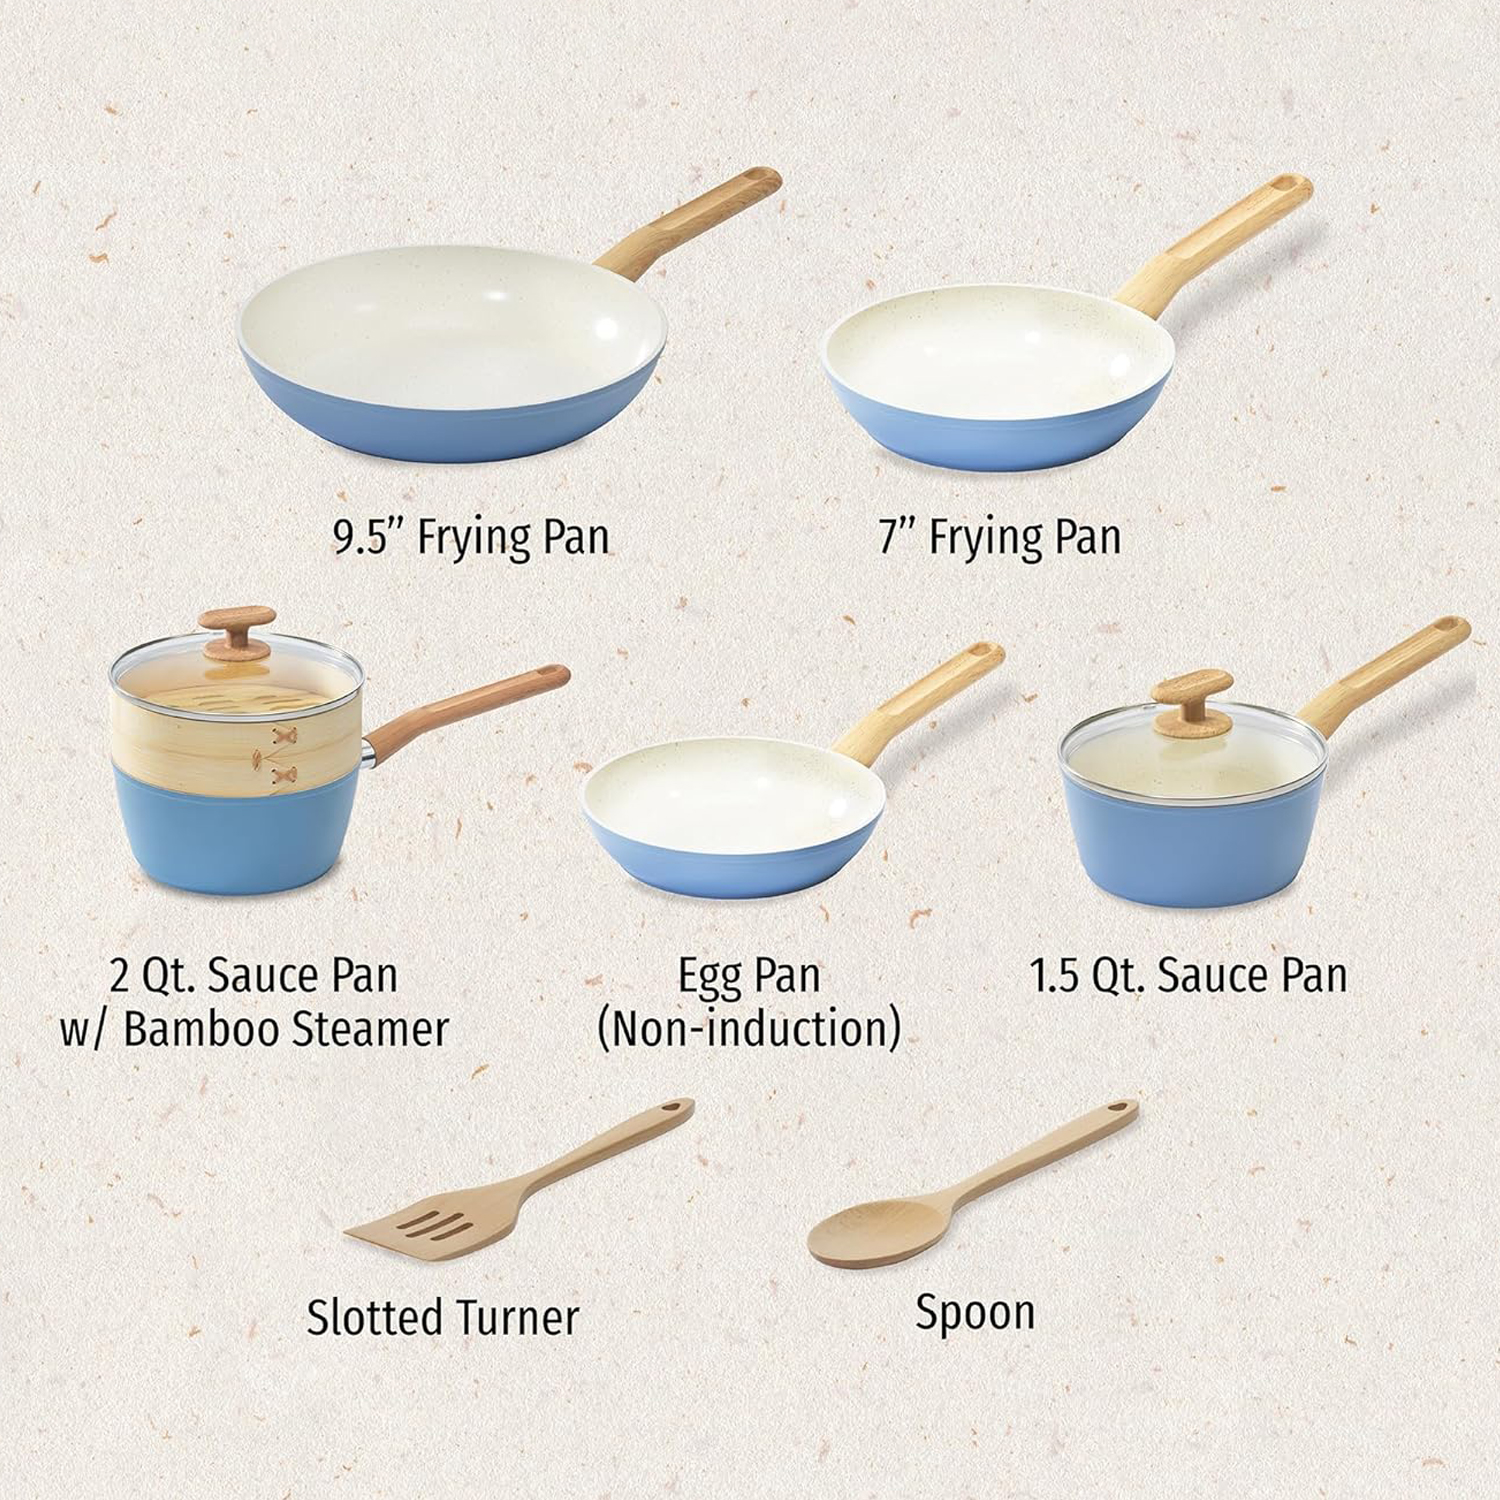 9.5” Frying Pan
7” Frying Pan
2 Qt. Sauce Pan
w/ Bamboo Steamer
Egg Pan
(Non-induction)
1.5 Qt. Sauce Pan
Slotted Turner
Spoon